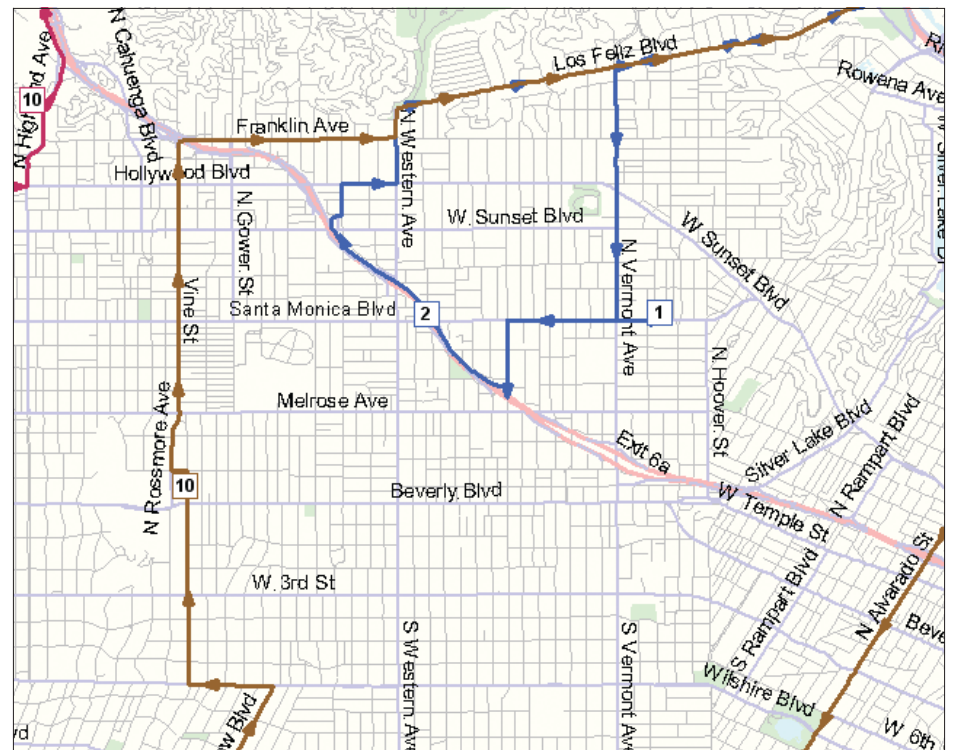 N Cahuenga Blvd
Los Feliz Blvd
Rowena Ave
10
Franklin Ave
N Western Ave
Hollywood Blvd
N Gower St
W. Sunset Blvd
W Sunset Blvd
N Vermont Ave
Vine St
Santa Monica Blvd
2
1
N Hoover St
Melrose Ave
N Rossmore Ave
Exit 6a
Silver Lake Blvd
N Rampart Blvd
10
Beverly Blvd
W Temple St
N Alvarado St
W. 3rd St
S Rampart Blvd
S Western Ave
S Vermont Ave
Wilshire Blvd
W 6th